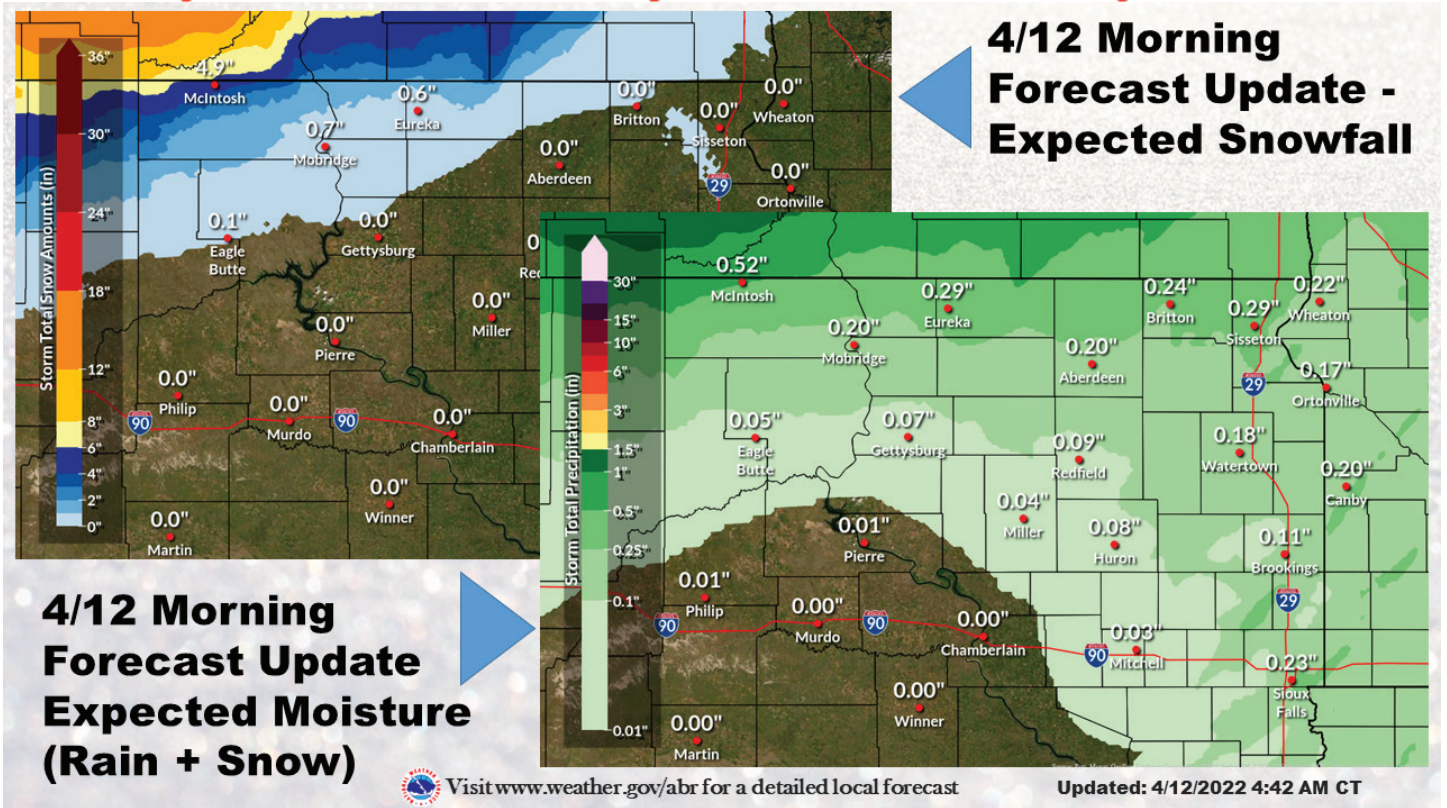 4/12 Morning
Forecast Update -
Expected Snowfall
Storm Total Snow Amounts (in)
36"
30"
24"
18"
12"
8"
6"
4"
2"
0"
4.9"
McIntosh
0.6"
Eureka
0.7"
Mobridge
0.0"
Britton
0.0"
Sisseton
0.0"
Wheaton
0.0"
Aberdeen
29
0.0"
Ortonville
0.1"
Eagle
Butte
0.0"
Gettysburg
0.0"
Miller
0.0"
Pierre
0.0"
Philip
90
0.0"
Murdo
90
0.0"
Chamberlain
0.0"
Winner
0.0"
Martin
4/12 Morning
Forecast Update
Expected Moisture
(Rain + Snow)
Storm Total Precipitation (in)
30"
15"
10"
6"
3"
1.5"
1"
0.5"
0.25"
0.1"
0.01"
0.52"
McIntosh
0.29"
Eureka
0.20"
Mobridge
0.24"
Britton
0.29"
Sisseton
0.22"
Wheaton
0.20"
Aberdeen
29
0.17"
Ortonville
0.05"
Eagle
Butte
0.07"
Gettysburg
0.09"
Redfield
0.18"
Watertown
0.20"
Canby
0.04"
Miller
0.08"
Huron
0.11"
Brookings
0.01"
Pierre
0.01"
Philip
29
90
0.00"
Murdo
90
0.00"
Chamberlain
90
0.03"
Mitchell
0.23"
Sioux
Falls
0.00"
Winner
0.00"
Martin
Visit www.weather.gov/abr for a detailed local forecast
Updated: 4/12/2022 4:42 AM CT